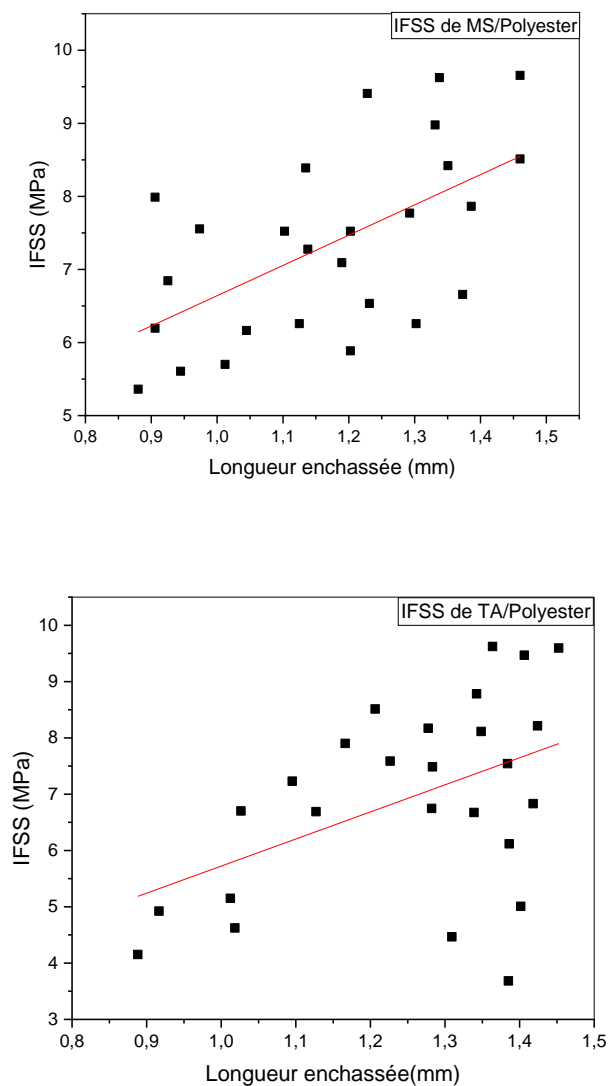 IFSS de MS/Polyester
10
9
8
7
6
5
IFSS (MPa)
0,8 0,9 1,0 1,1 1,2 1,3 1,4 1,5
Longueur enchassée (mm)
IFSS de TA/Polyester
10
9
8
7
6
5
4
3
IFSS (MPa)
0,8 0,9 1,0 1,1 1,2 1,3 1,4 1,5
Longueur enchassée(mm)